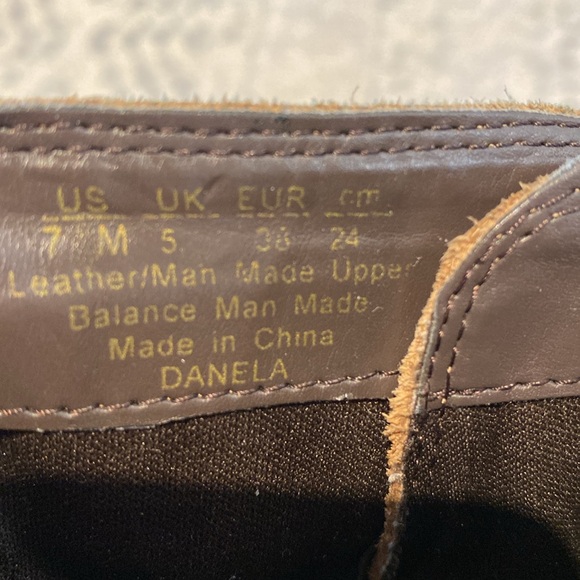 US UK EUR cm
7 M 5 38 24
Leather/Man Made Upper
Balance Man Made
Made in China
DANELA